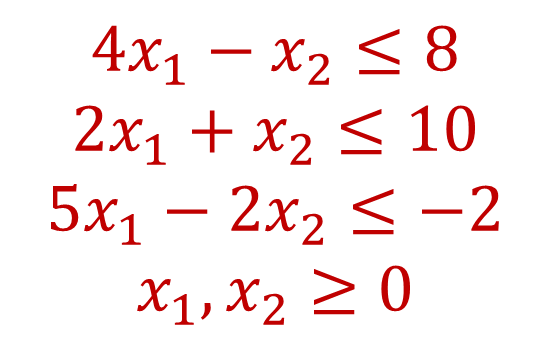 4x₁ − x₂ ≤ 8
2x₁ + x₂ ≤ 10
5x₁ − 2x₂ ≤ −2
x₁, x₂ ≥ 0